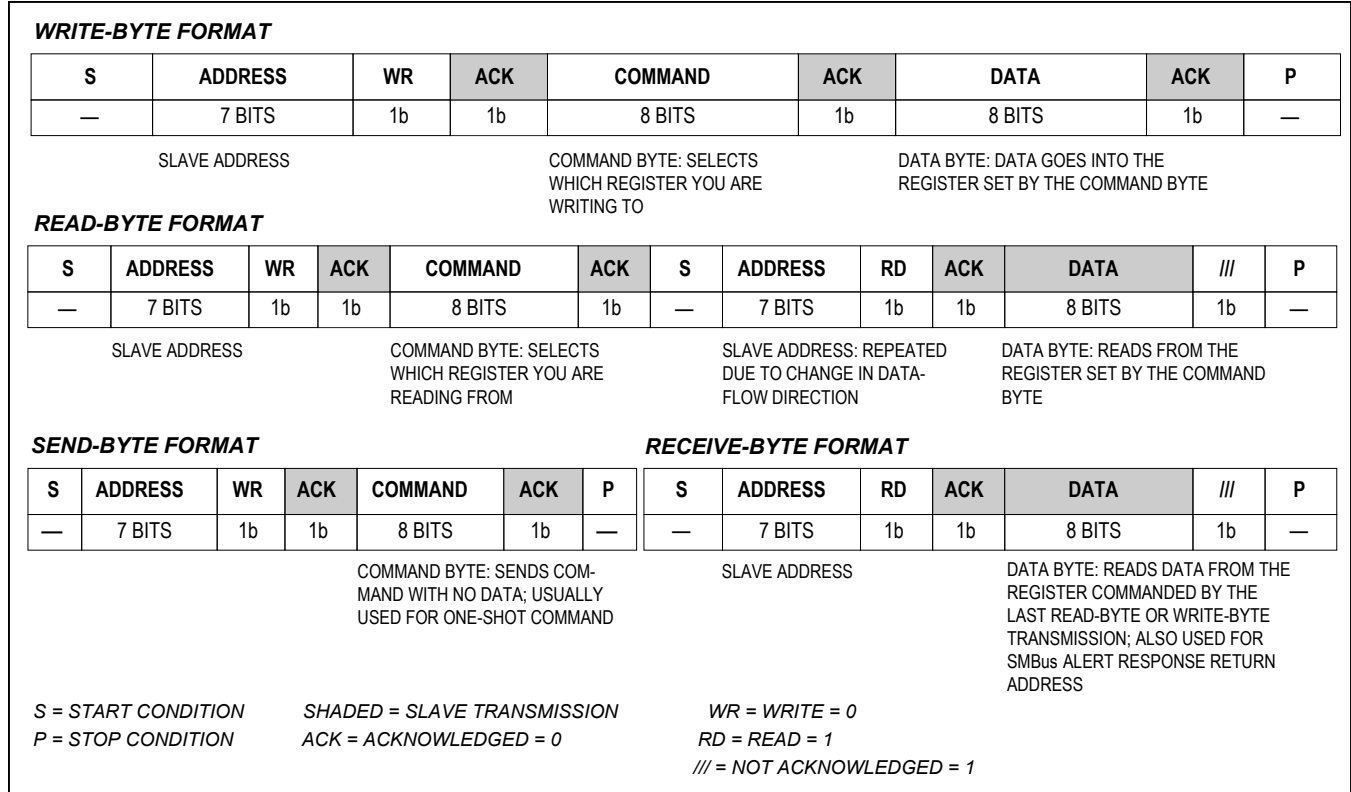 WRITE-BYTE FORMAT
S ADDRESS WR ACK COMMAND ACK DATA ACK P
— 7 BITS 1b 1b 8 BITS 1b 8 BITS 1b —
SLAVE ADDRESS
COMMAND BYTE: SELECTS
WHICH REGISTER YOU ARE
WRITING TO
DATA BYTE: DATA GOES INTO THE
REGISTER SET BY THE COMMAND BYTE
READ-BYTE FORMAT
S ADDRESS WR ACK COMMAND ACK S ADDRESS RD ACK DATA /// P
— 7 BITS 1b 1b 8 BITS 1b — 7 BITS 1b 1b 8 BITS 1b —
SLAVE ADDRESS
COMMAND BYTE: SELECTS
WHICH REGISTER YOU ARE
READING FROM
SLAVE ADDRESS: REPEATED
DUE TO CHANGE IN DATA-
FLOW DIRECTION
DATA BYTE: READS FROM THE
REGISTER SET BY THE COMMAND
BYTE
SEND-BYTE FORMAT
S ADDRESS WR ACK COMMAND ACK P
— 7 BITS 1b 1b 8 BITS 1b —
COMMAND BYTE: SENDS COM-
MAND WITH NO DATA; USUALLY
USED FOR ONE-SHOT COMMAND
RECEIVE-BYTE FORMAT
S ADDRESS RD ACK DATA /// P
— 7 BITS 1b 1b 8 BITS 1b —
SLAVE ADDRESS
DATA BYTE: READS DATA FROM THE
REGISTER COMMANDED BY THE
LAST READ-BYTE OR WRITE-BYTE
TRANSMISSION; ALSO USED FOR
SMBus ALERT RESPONSE RETURN
ADDRESS
S = START CONDITION SHADED = SLAVE TRANSMISSION WR = WRITE = 0
P = STOP CONDITION ACK = ACKNOWLEDGED = 0 RD = READ = 1
/// = NOT ACKNOWLEDGED = 1